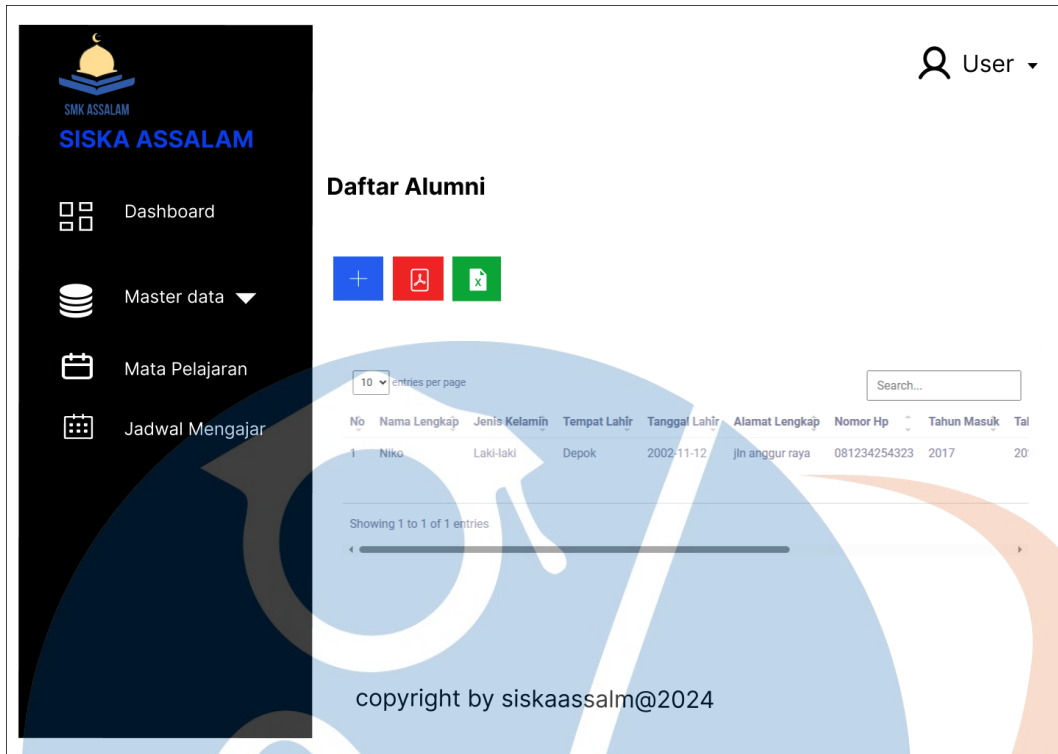 SMK ASSALAM
SISKA ASSALAM
User
Dashboard
Master data
Mata Pelajaran
Jadwal Mengajar
Daftar Alumni
10 entries per page
Search...
No Nama Lengkap Jenis Kelamin Tempat Lahir Tanggal Lahir Alamat Lengkap Nomor Hp Tahun Masuk Tal
1 Niko Laki-laki Depok 2002-11-12 jln anggur raya 081234254323 2017 20
Showing 1 to 1 of 1 entries
copyright by siskaassalm@2024